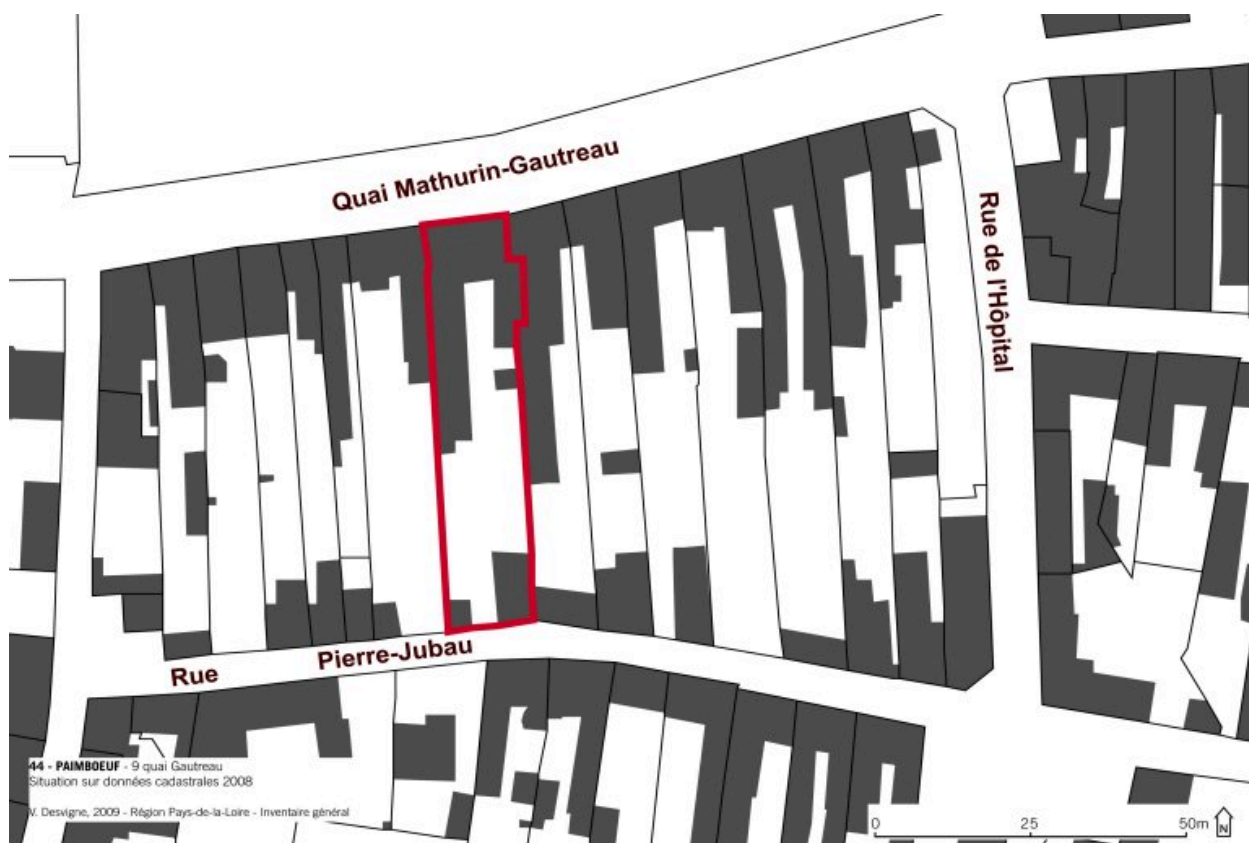 Quai Mathurin-Gautreau
Rue de l'Hôpital
Rue Pierre-Jubau
44 - PAIMBOEUF - 9 quai Gautreau
Situation sur données cadastrales 2008
V. Desvigne, 2009 - Région Pays-de-la-Loire - Inventaire général
0 25 50m
N